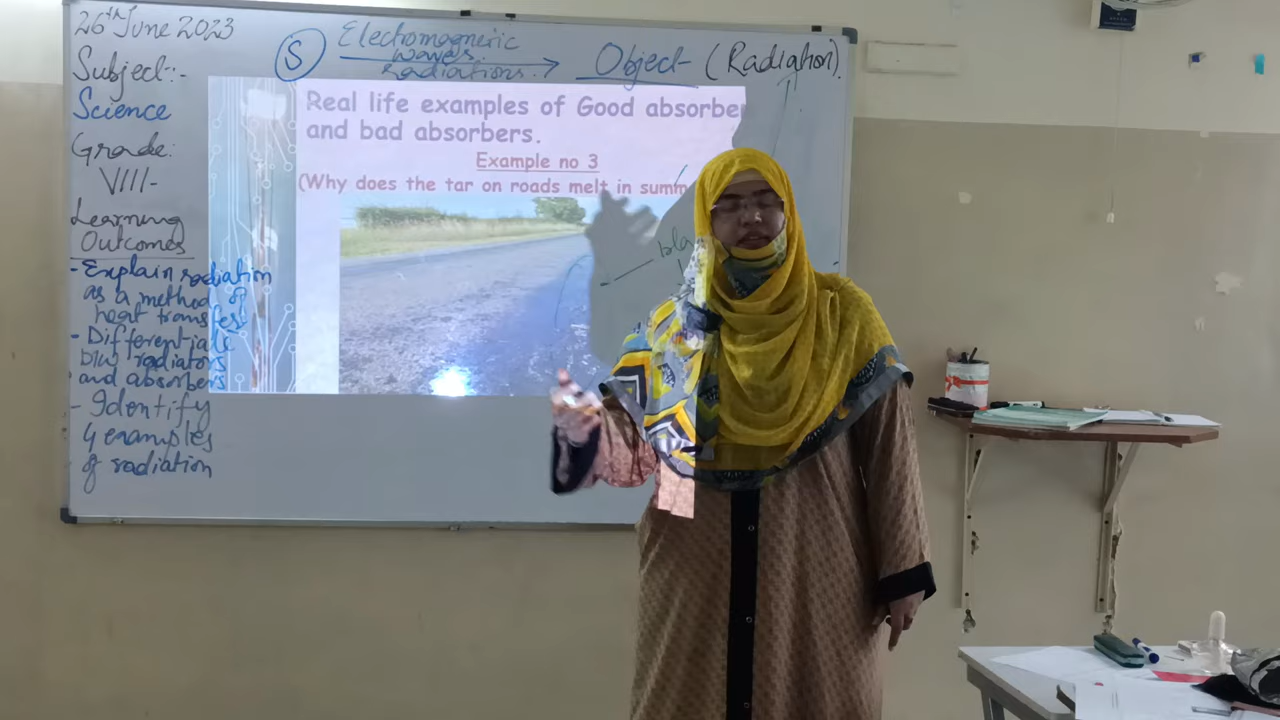 26th June 2023
Subject:-
Science
Grade:
VIII-
Learning
Outcomes
- Explain radiation
as a method of
heat transfer
- Differentiate
b/w radiators
and absorbers
- Identify
4 examples
of radiation
S Electromagneric
waves
Radiations. → Object (Radiation).
Real life examples of Good absorber
and bad absorbers.
Example no 3
(Why does the tar on roads melt in summ